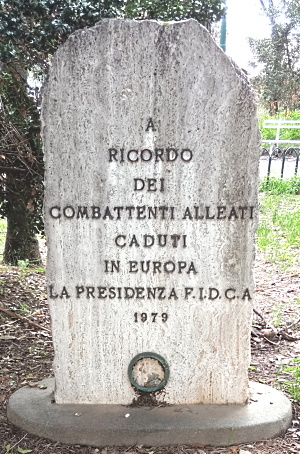 A
RICORDO
DEI
COMBATTENTI ALLEATI
CADUTI
IN EUROPA
LA PRESIDENZA F.I.D.C.A
1979